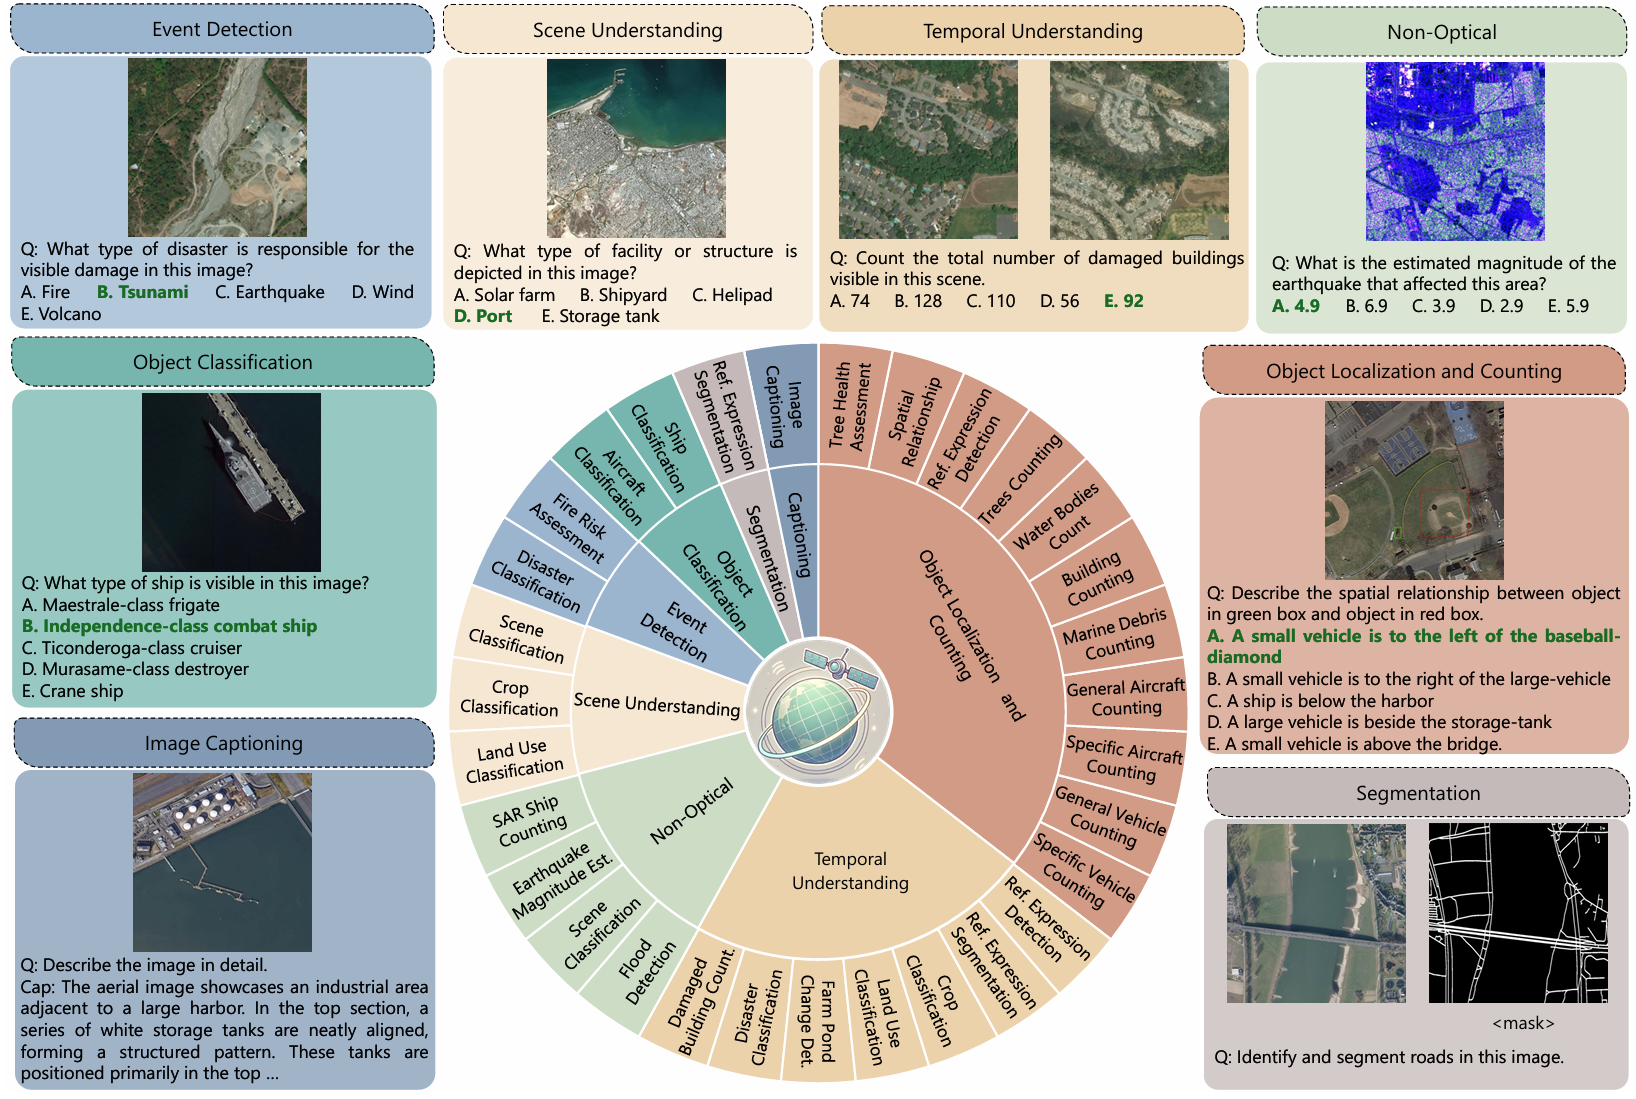 Event Detection
Q: What type of disaster is responsible for the
visible damage in this image?
A. Fire B. Tsunami C. Earthquake D. Wind
E. Volcano
Scene Understanding
Q: What type of facility or structure is
depicted in this image?
A. Solar farm B. Shipyard C. Helipad
D. Port E. Storage tank
Temporal Understanding
Q: Count the total number of damaged buildings
visible in this scene.
A. 74 B. 128 C. 110 D. 56 E. 92
Non-Optical
Q: What is the estimated magnitude of the
earthquake that affected this area?
A. 4.9 B. 6.9 C. 3.9 D. 2.9 E. 5.9
Object Classification
Q: What type of ship is visible in this image?
A. Maestrale-class frigate
B. Independence-class combat ship
C. Ticonderoga-class cruiser
D. Murasame-class destroyer
E. Crane ship
Image Captioning
Q: Describe the image in detail.
Cap: The aerial image showcases an industrial area
adjacent to a large harbor. In the top section, a
series of white storage tanks are neatly aligned,
forming a structured pattern. These tanks are
positioned primarily in the top ...
Object Localization and Counting
Q: Describe the spatial relationship between object
in green box and object in red box.
A. A small vehicle is to the left of the baseball-
diamond
B. A small vehicle is to the right of the large-vehicle
C. A ship is below the harbor
D. A large vehicle is beside the storage-tank
E. A small vehicle is above the bridge.
Segmentation
<mask>
Q: Identify and segment roads in this image.
Object Localization and
Counting
Temporal
Understanding
Non-Optical
Scene Understanding
Event
Detection
Object
Classification
Segmentation
Captioning
Tree Health
Assessment
Spatial
Relationship
Ref. Expression
Detection
Trees Counting
Water Bodies
Count
Building
Counting
Marine Debris
Counting
General Aircraft
Counting
Specific Aircraft
Counting
General Vehicle
Counting
Specific Vehicle
Counting
Ref. Expression
Detection
Ref. Expression
Segmentation
Crop
Classification
Land Use
Classification
Farm Pond
Change Det.
Disaster
Classification
Damaged
Building Count.
Flood
Detection
Scene
Classification
Earthquake
Magnitude Est.
SAR Ship
Counting
Land Use
Classification
Crop
Classification
Scene
Classification
Disaster
Classification
Fire Risk
Assessment
Aircraft
Classification
Ship
Classification
Ref. Expression
Segmentation
Image
Captioning